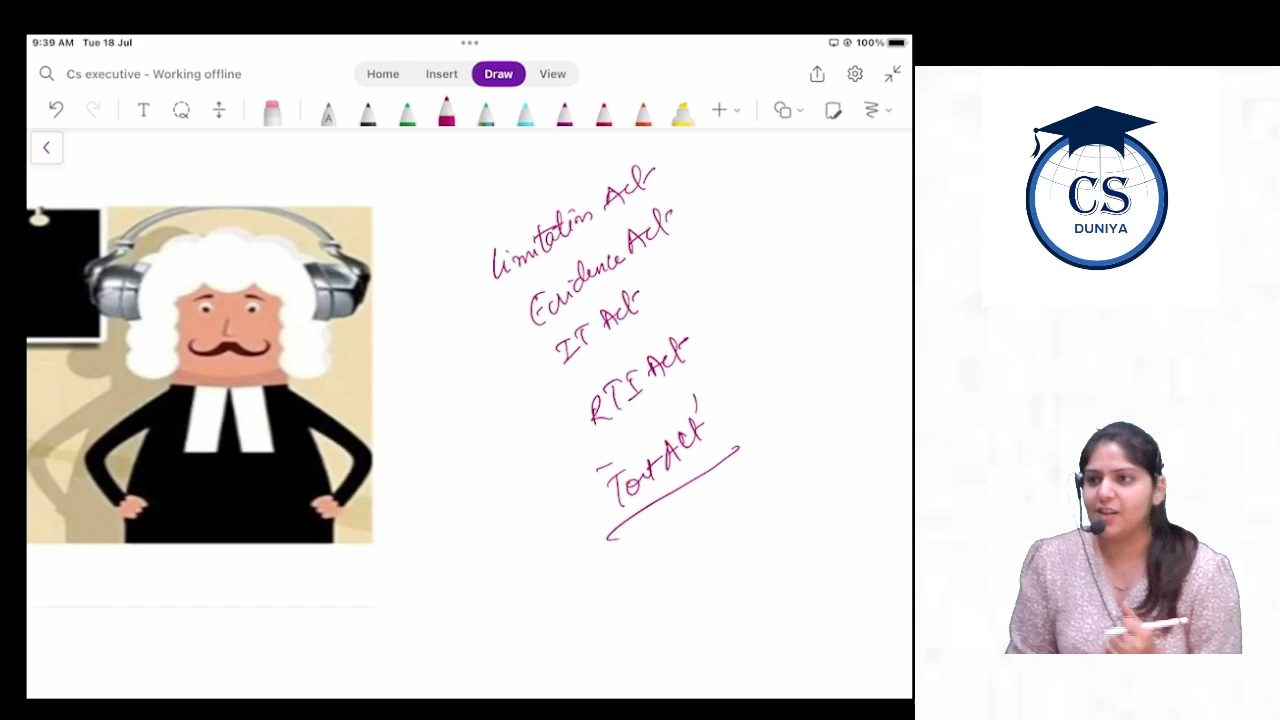 9:39 AM Tue 18 Jul
100%
Cs executive - Working offline
Home Insert Draw View
T
A
Limitation Act
Evidence Act
IT Act
RTI Act
Tort Act
CS
DUNIYA